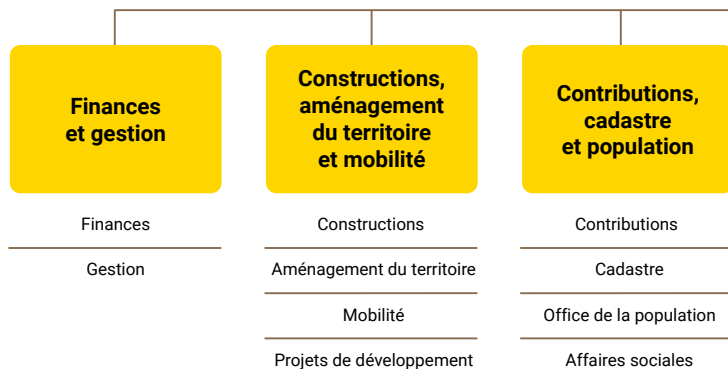 Finances
et gestion
Constructions,
aménagement
du territoire
et mobilité
Contributions,
cadastre
et population
Finances
Gestion
Constructions
Aménagement du territoire
Mobilité
Projets de développement
Contributions
Cadastre
Office de la population
Affaires sociales